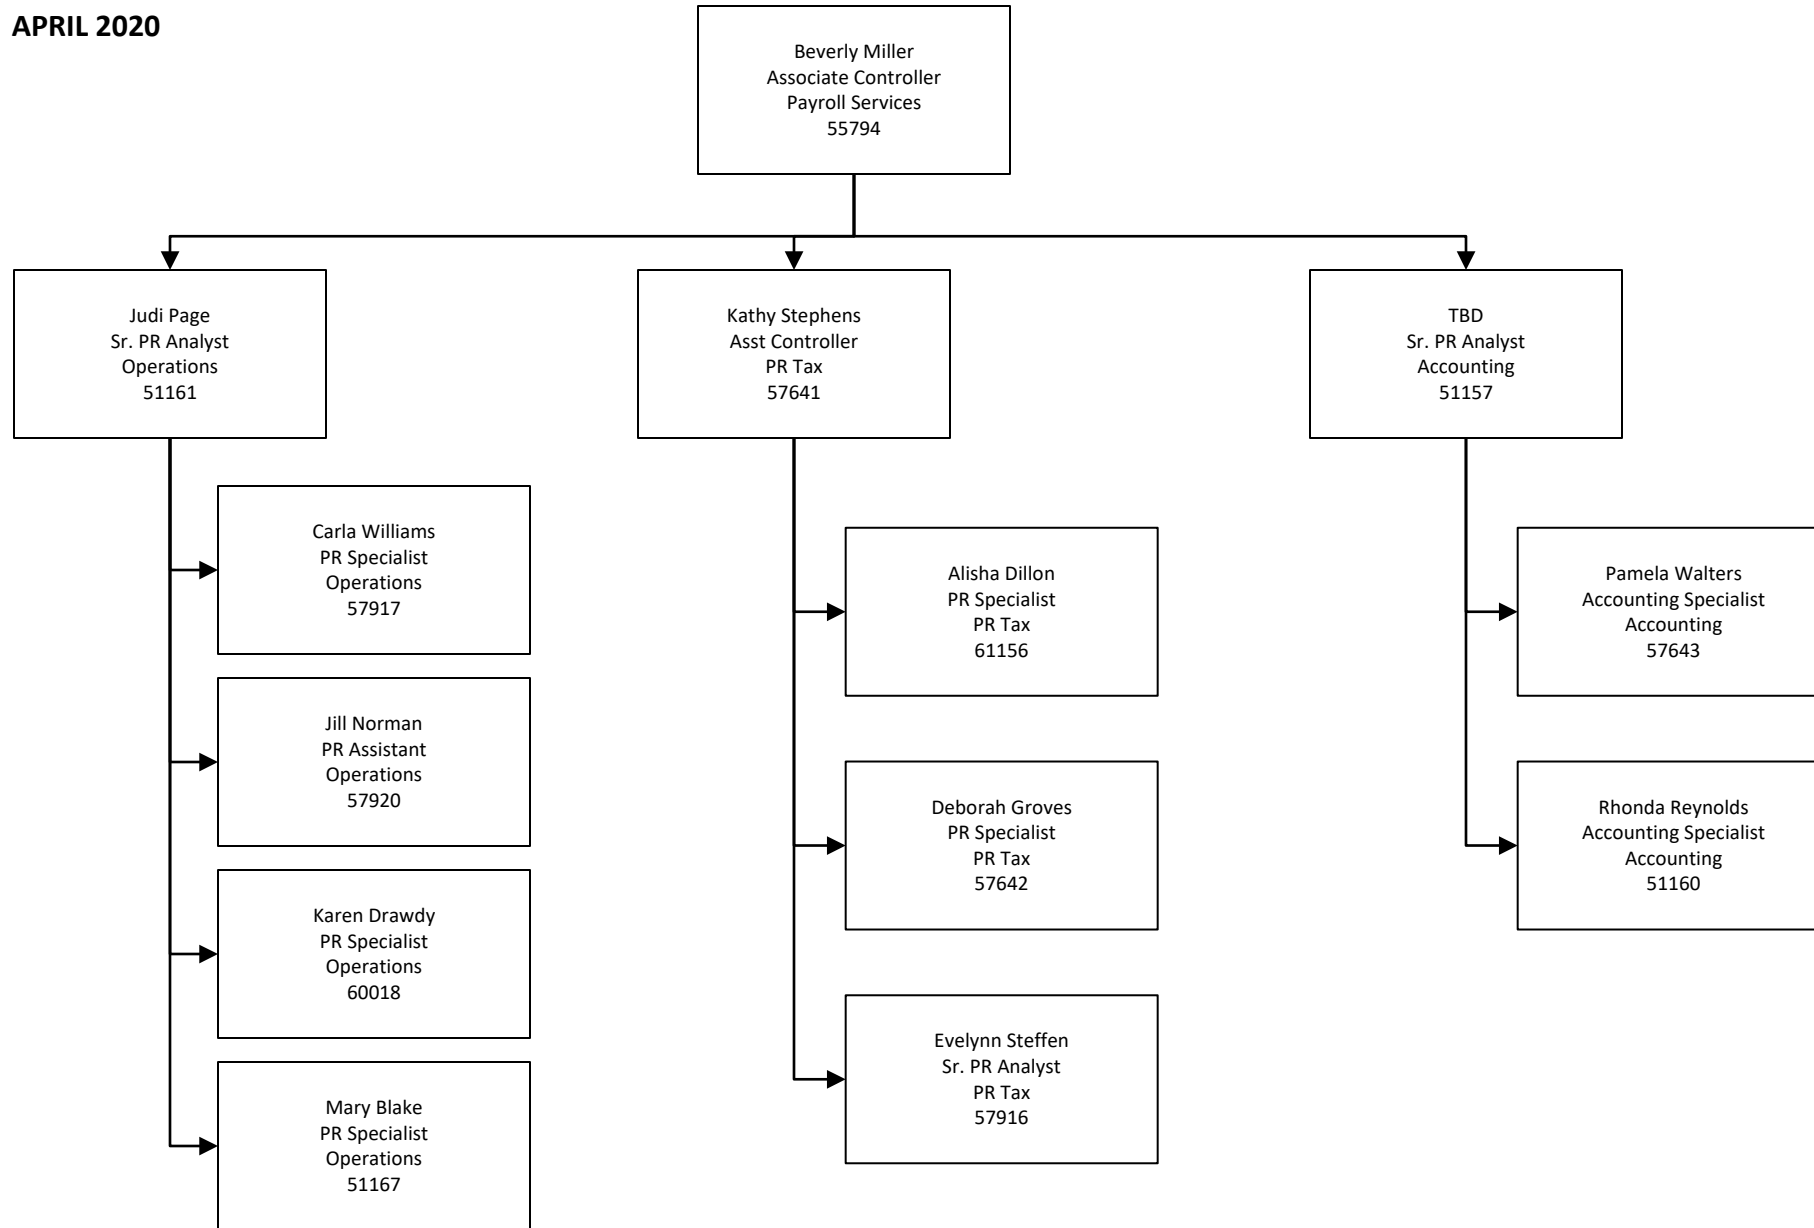 APRIL 2020
Beverly Miller
Associate Controller
Payroll Services
55794
Judi Page
Sr. PR Analyst
Operations
51161
Kathy Stephens
Asst Controller
PR Tax
57641
TBD
Sr. PR Analyst
Accounting
51157
Carla Williams
PR Specialist
Operations
57917
Jill Norman
PR Assistant
Operations
57920
Karen Drawdy
PR Specialist
Operations
60018
Mary Blake
PR Specialist
Operations
51167
Alisha Dillon
PR Specialist
PR Tax
61156
Deborah Groves
PR Specialist
PR Tax
57642
Evelynn Steffen
Sr. PR Analyst
PR Tax
57916
Pamela Walters
Accounting Specialist
Accounting
57643
Rhonda Reynolds
Accounting Specialist
Accounting
51160